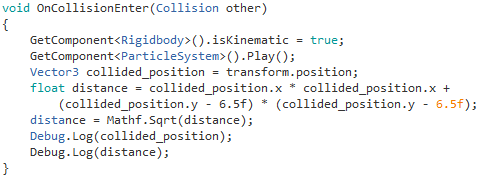 void OnCollisionEnter(Collision other)
{
    GetComponent<Rigidbody>().isKinematic = true;
    GetComponent<ParticleSystem>().Play();
    Vector3 collided_position = transform.position;
    float distance = collided_position.x * collided_position.x +
        (collided_position.y - 6.5f) * (collided_position.y - 6.5f);
    distance = Mathf.Sqrt(distance);
    Debug.Log(collided_position);
    Debug.Log(distance);
}